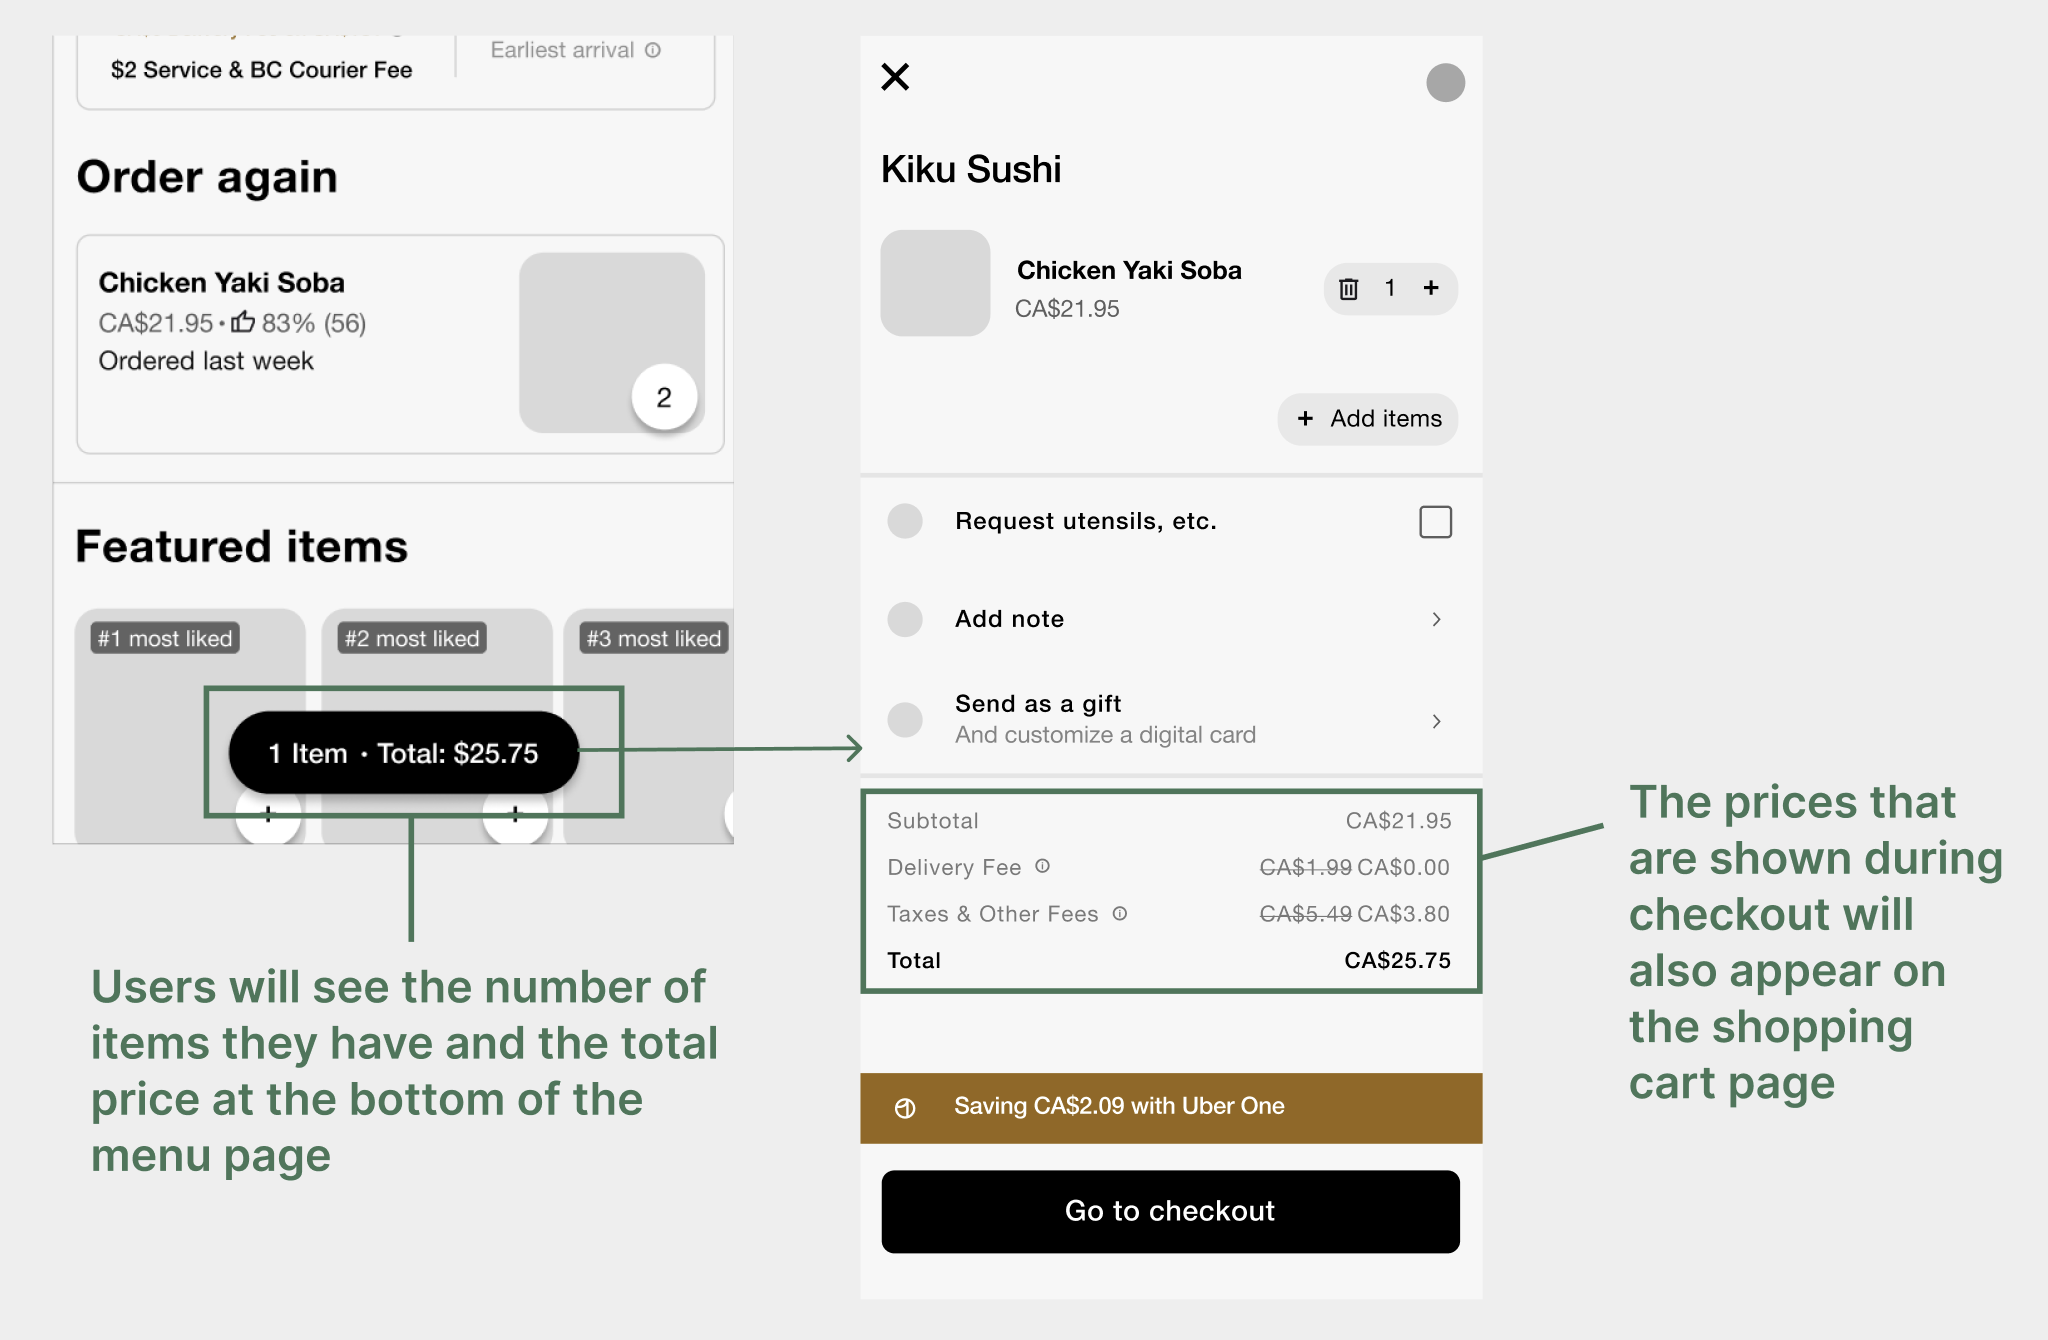 $2 Service & BC Courier Fee
Earliest arrival
Order again
Chicken Yaki Soba
CA$21.95 • 83% (56)
Ordered last week
2
Featured items
#1 most liked
#2 most liked
#3 most liked
1 Item • Total: $25.75
+
+
Users will see the number of
items they have and the total
price at the bottom of the
menu page
Kiku Sushi
Chicken Yaki Soba
CA$21.95
1 +
+ Add items
Request utensils, etc.
Add note
Send as a gift
And customize a digital card
Subtotal CA$21.95
Delivery Fee CA$1.99 CA$0.00
Taxes & Other Fees CA$5.49 CA$3.80
Total CA$25.75
Saving CA$2.09 with Uber One
Go to checkout
The prices that
are shown during
checkout will
also appear on
the shopping
cart page